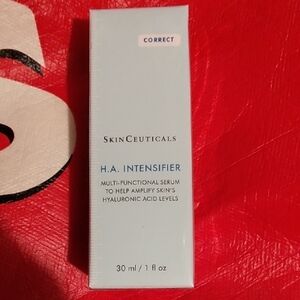 CORRECT
SKINCEUTICALS
H.A. INTENSIFIER
MULTI-FUNCTIONAL SERUM
TO HELP AMPLIFY SKIN'S
HYALURONIC ACID LEVELS
30 ml / 1 fl oz